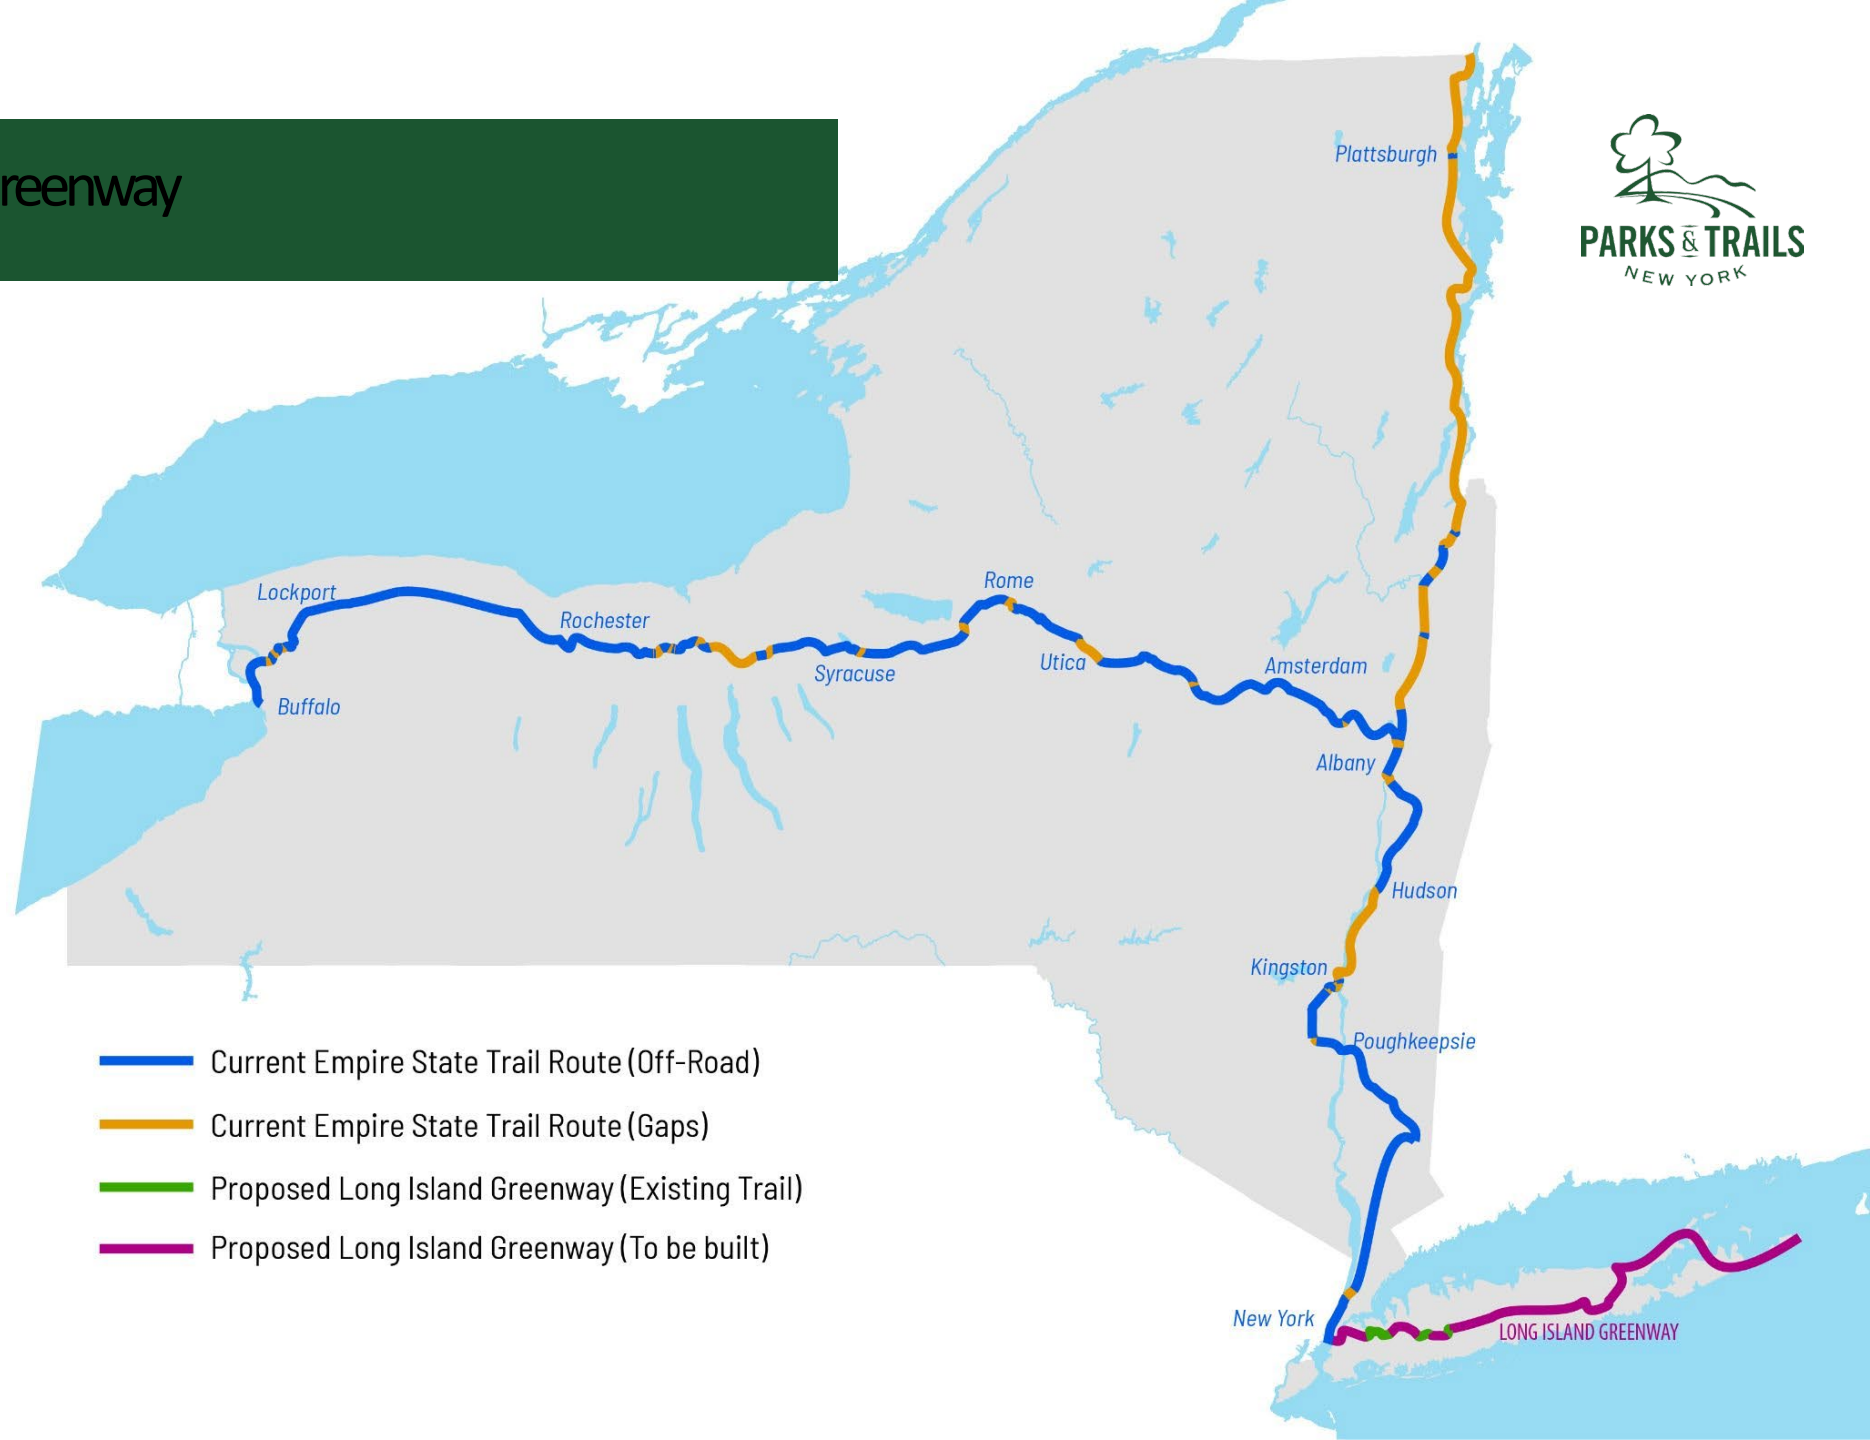 reenway
Plattsburgh
PARKS & TRAILS
NEW YORK
Rome
Lockport
Rochester
Utica
Amsterdam
Syracuse
Buffalo
Albany
Hudson
Kingston
Poughkeepsie
Current Empire State Trail Route (Off-Road)
Current Empire State Trail Route (Gaps)
Proposed Long Island Greenway (Existing Trail)
Proposed Long Island Greenway (To be built)
New York
LONG ISLAND GREENWAY